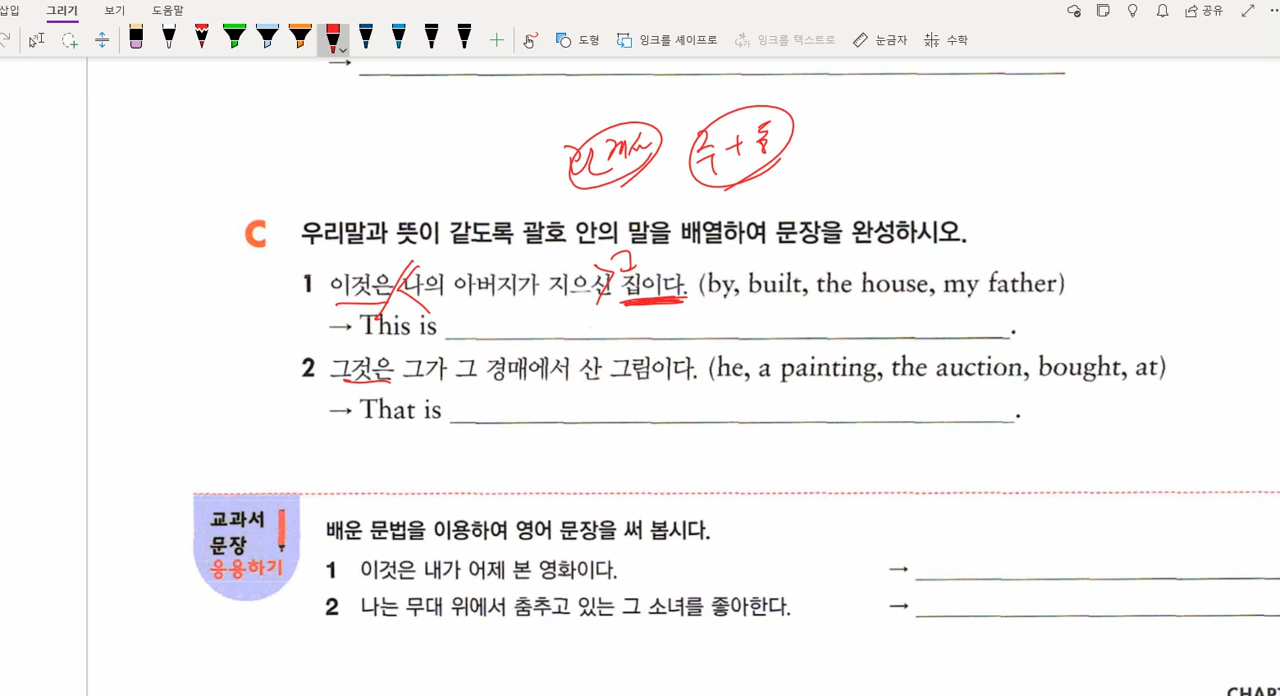 삽입 그리기 보기 도움말 공유
도형 잉크를 셰이프로 잉크를 텍스트로 눈금자 수학
→
주+동
C 우리말과 뜻이 같도록 괄호 안의 말을 배열하여 문장을 완성하시오.
그
1 이것은 나의 아버지가 지으신 집이다. (by, built, the house, my father)
→ This is .
2 그것은 그가 그 경매에서 산 그림이다. (he, a painting, the auction, bought, at)
→ That is .
교과서 문장 응용하기
배운 문법을 이용하여 영어 문장을 써 봅시다.
1 이것은 내가 어제 본 영화이다. →
2 나는 무대 위에서 춤추고 있는 그 소녀를 좋아한다. →